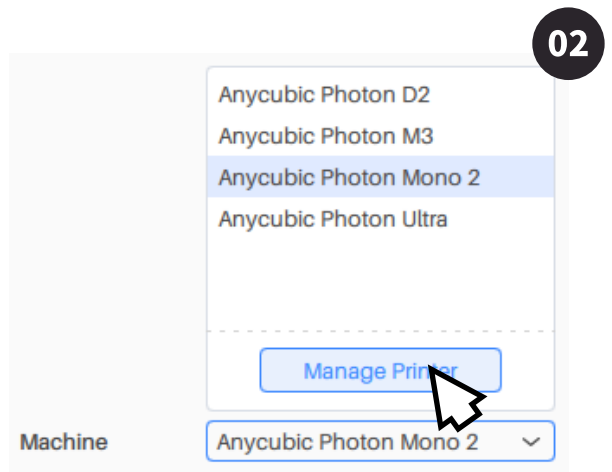 02
Anycubic Photon D2
Anycubic Photon M3
Anycubic Photon Mono 2
Anycubic Photon Ultra
Manage Printer
Machine Anycubic Photon Mono 2